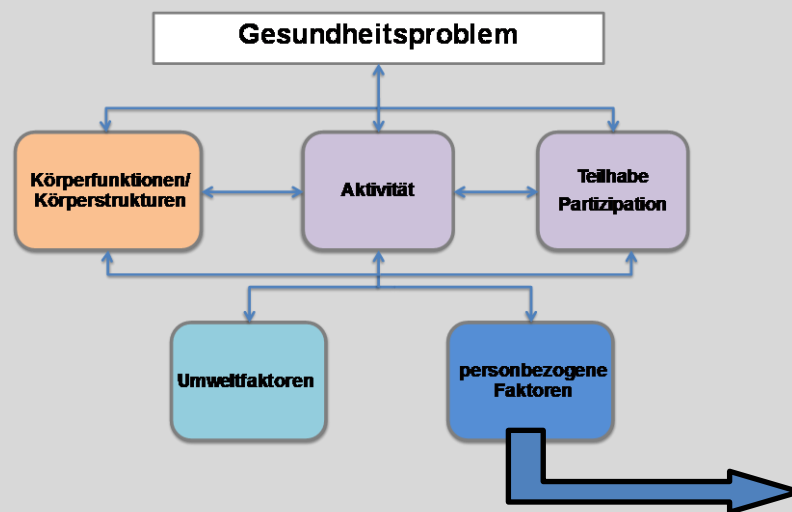 Gesundheitsproblem
Körperfunktionen/
Körperstrukturen
Aktivität
Teilhabe
Partizipation
Umweltfaktoren
personbezogene
Faktoren